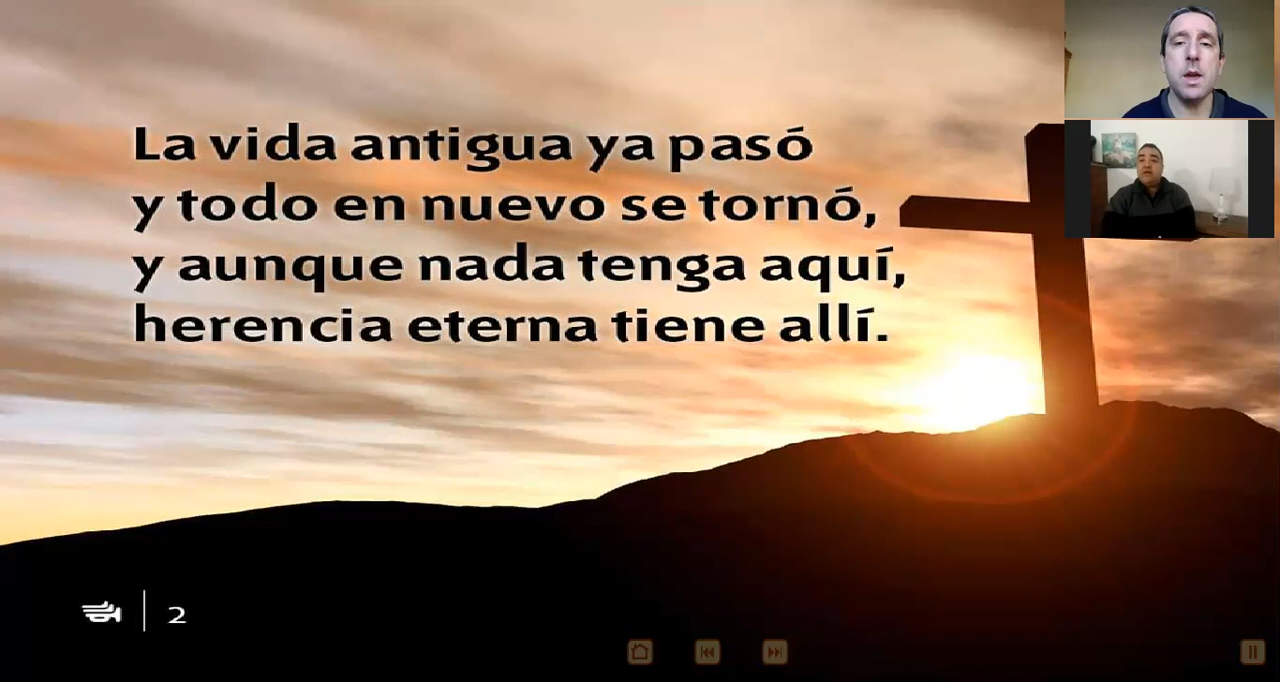 La vida antigua ya pasó
y todo en nuevo se tornó,
y aunque nada tenga aquí,
herencia eterna tiene allí.
2